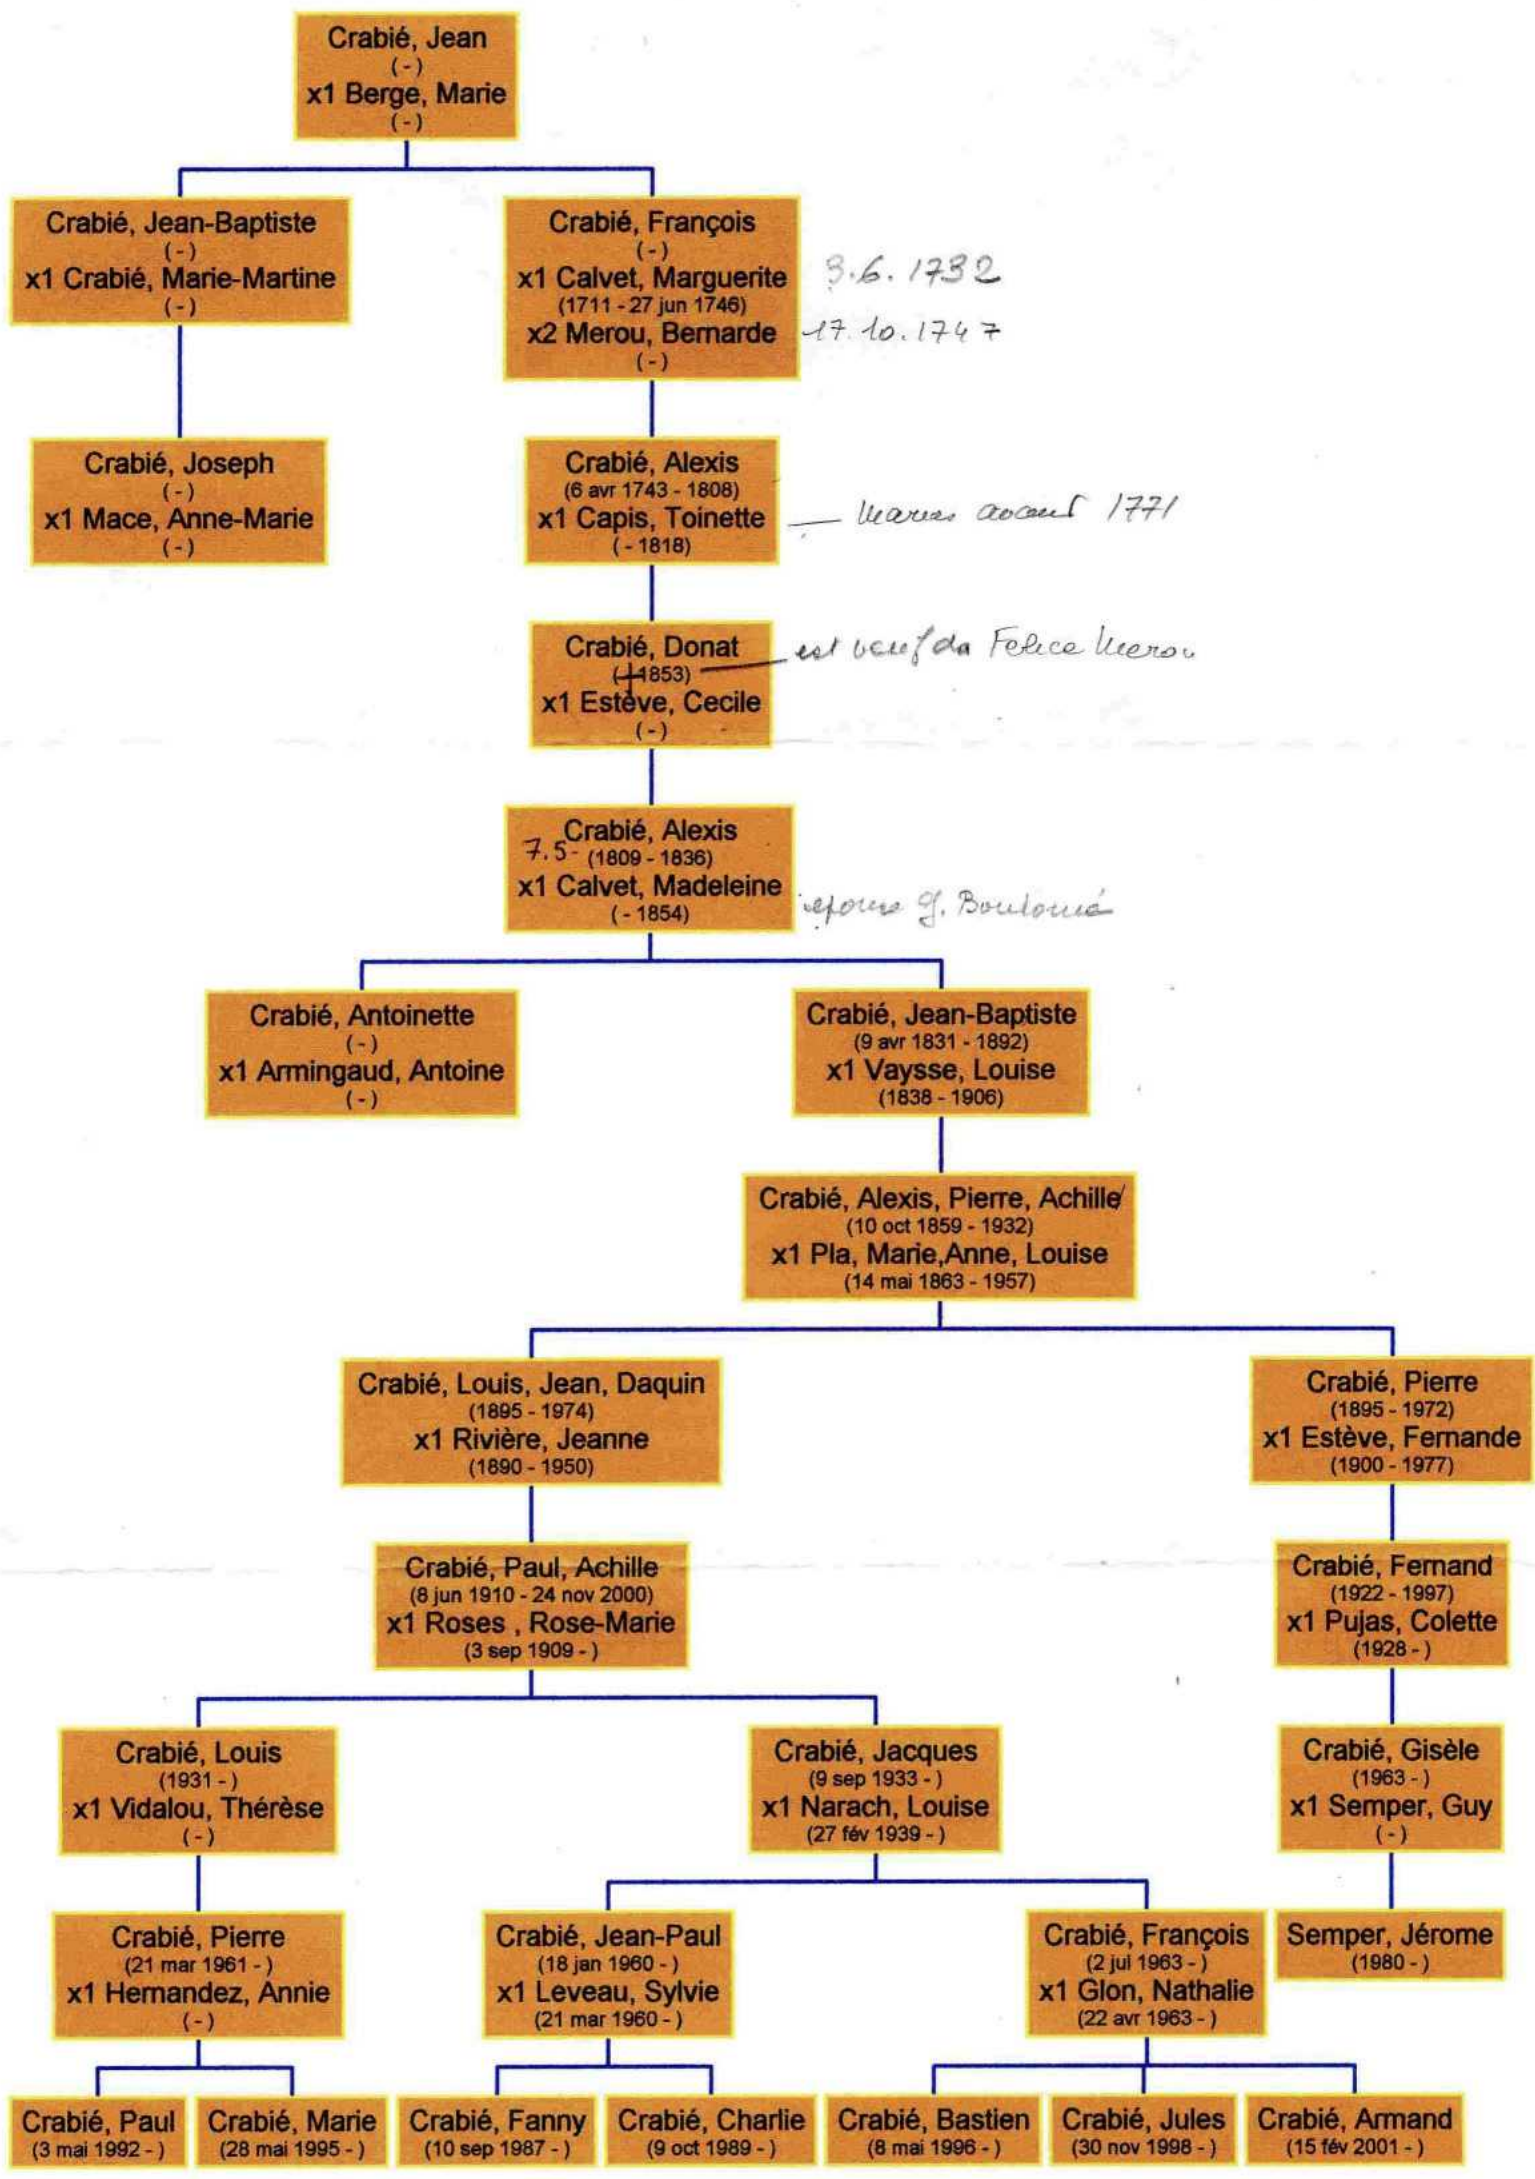 Crabié, Jean
(-)
x1 Berge, Marie
(-)
Crabié, Jean-Baptiste
(-)
x1 Crabié, Marie-Martine
(-)
Crabié, François
(-)
x1 Calvet, Marguerite
(1711 - 27 jun 1746)
x2 Merou, Bernarde
(-)
3.6.1732
17.10.1747
Crabié, Joseph
(-)
x1 Mace, Anne-Marie
(-)
Crabié, Alexis
(6 avr 1743 - 1808)
x1 Capis, Toinette
( - 1818)
1771
Crabié, Donat
( - 1853)
x1 Estève, Cecile
(-)
est veuf de Felice Merou
Crabié, Alexis
7.5- (1809 - 1836)
x1 Calvet, Madeleine
( - 1854)
Crabié, Antoinette
(-)
x1 Armingaud, Antoine
(-)
Crabié, Jean-Baptiste
(9 avr 1831 - 1892)
x1 Vaysse, Louise
(1838 - 1906)
Crabié, Alexis, Pierre, Achille
(10 oct 1859 - 1932)
x1 Pla, Marie,Anne, Louise
(14 mai 1863 - 1957)
Crabié, Louis, Jean, Daquin
(1895 - 1974)
x1 Rivière, Jeanne
(1890 - 1950)
Crabié, Pierre
(1895 - 1972)
x1 Estève, Fernande
(1900 - 1977)
Crabié, Paul, Achille
(8 jun 1910 - 24 nov 2000)
x1 Roses , Rose-Marie
(3 sep 1909 - )
Crabié, Fernand
(1922 - 1997)
x1 Pujas, Colette
(1928 - )
Crabié, Louis
(1931 - )
x1 Vidalou, Thérèse
(-)
Crabié, Jacques
(9 sep 1933 - )
x1 Narach, Louise
(27 fév 1939 - )
Crabié, Gisèle
(1963 - )
x1 Semper, Guy
(-)
Crabié, Pierre
(21 mar 1961 - )
x1 Hernandez, Annie
(-)
Crabié, Jean-Paul
(18 jan 1960 - )
x1 Leveau, Sylvie
(21 mar 1960 - )
Crabié, François
(2 jul 1963 - )
x1 Glon, Nathalie
(22 avr 1963 - )
Semper, Jérome
(1980 - )
Crabié, Paul
(3 mai 1992 - )
Crabié, Marie
(28 mai 1995 - )
Crabié, Fanny
(10 sep 1987 - )
Crabié, Charlie
(9 oct 1989 - )
Crabié, Bastien
(8 mai 1996 - )
Crabié, Jules
(30 nov 1998 - )
Crabié, Armand
(15 fév 2001 - )